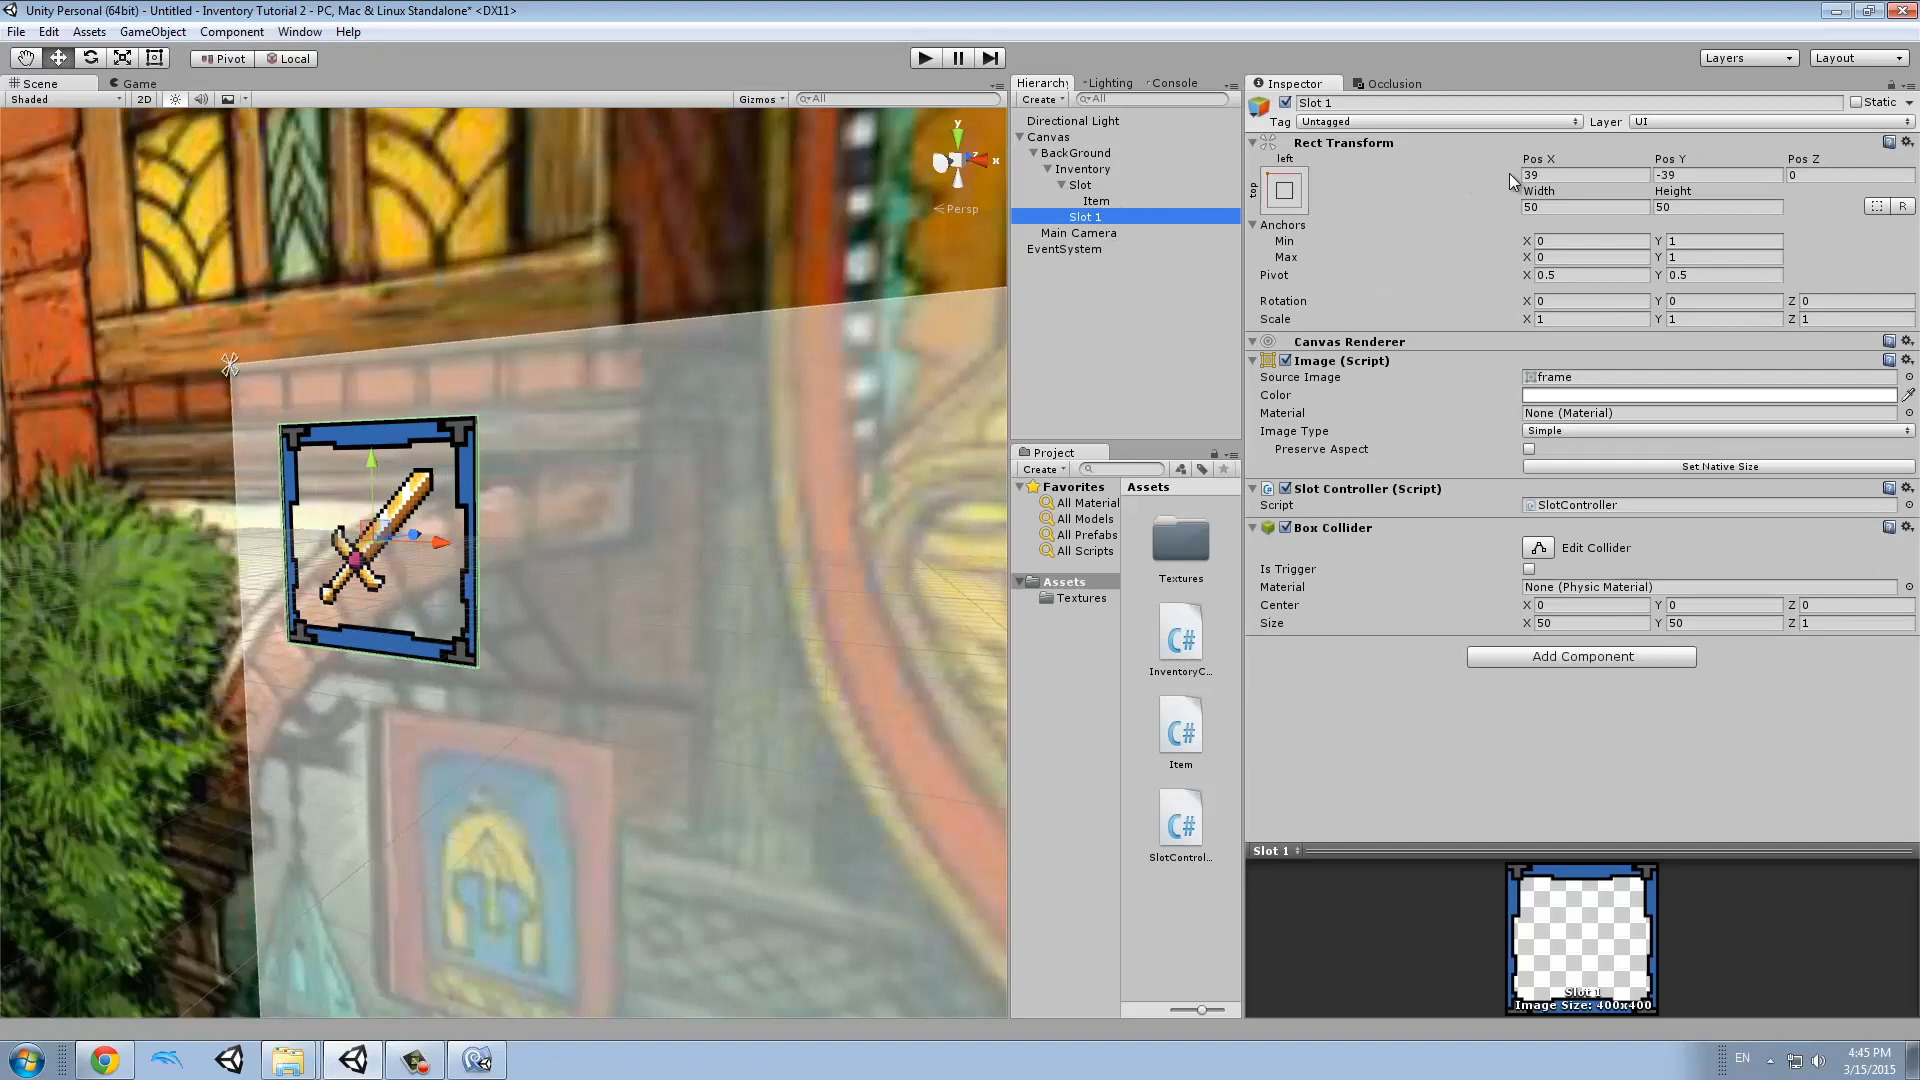 Unity Personal (64bit) - Untitled - Inventory Tutorial 2 - PC, Mac & Linux Standalone* <DX11>
File Edit Assets GameObject Component Window Help
Pivot Local Layers Layout
Scene Game
Shaded 2D Gizmos All
y x Persp
Hierarchy Lighting Console
Create All
Directional Light
Canvas
BackGround
Inventory
Slot
Item
Slot 1
Main Camera
EventSystem
Project
Create
Favorites
All Material
All Models
All Prefabs
All Scripts
Assets
Textures
Assets
Textures
InventoryC...
C#
Item
C#
SlotControl...
C#
Inspector Occlusion
Slot 1 Static
Tag Untagged Layer UI
Rect Transform
left Pos X Pos Y Pos Z
top 39 -39 0
Width Height
50 50 R
Anchors
Min X 0 Y 1
Max X 0 Y 1
Pivot X 0.5 Y 0.5
Rotation X 0 Y 0 Z 0
Scale X 1 Y 1 Z 1
Canvas Renderer
Image (Script)
Source Image frame
Color
Material None (Material)
Image Type Simple
Preserve Aspect
Set Native Size
Slot Controller (Script)
Script SlotController
Box Collider
Edit Collider
Is Trigger
Material None (Physic Material)
Center X 0 Y 0 Z 0
Size X 50 Y 50 Z 1
Add Component
Slot 1
Slot 1
Image Size: 400x400
EN 4:45 PM
3/15/2015